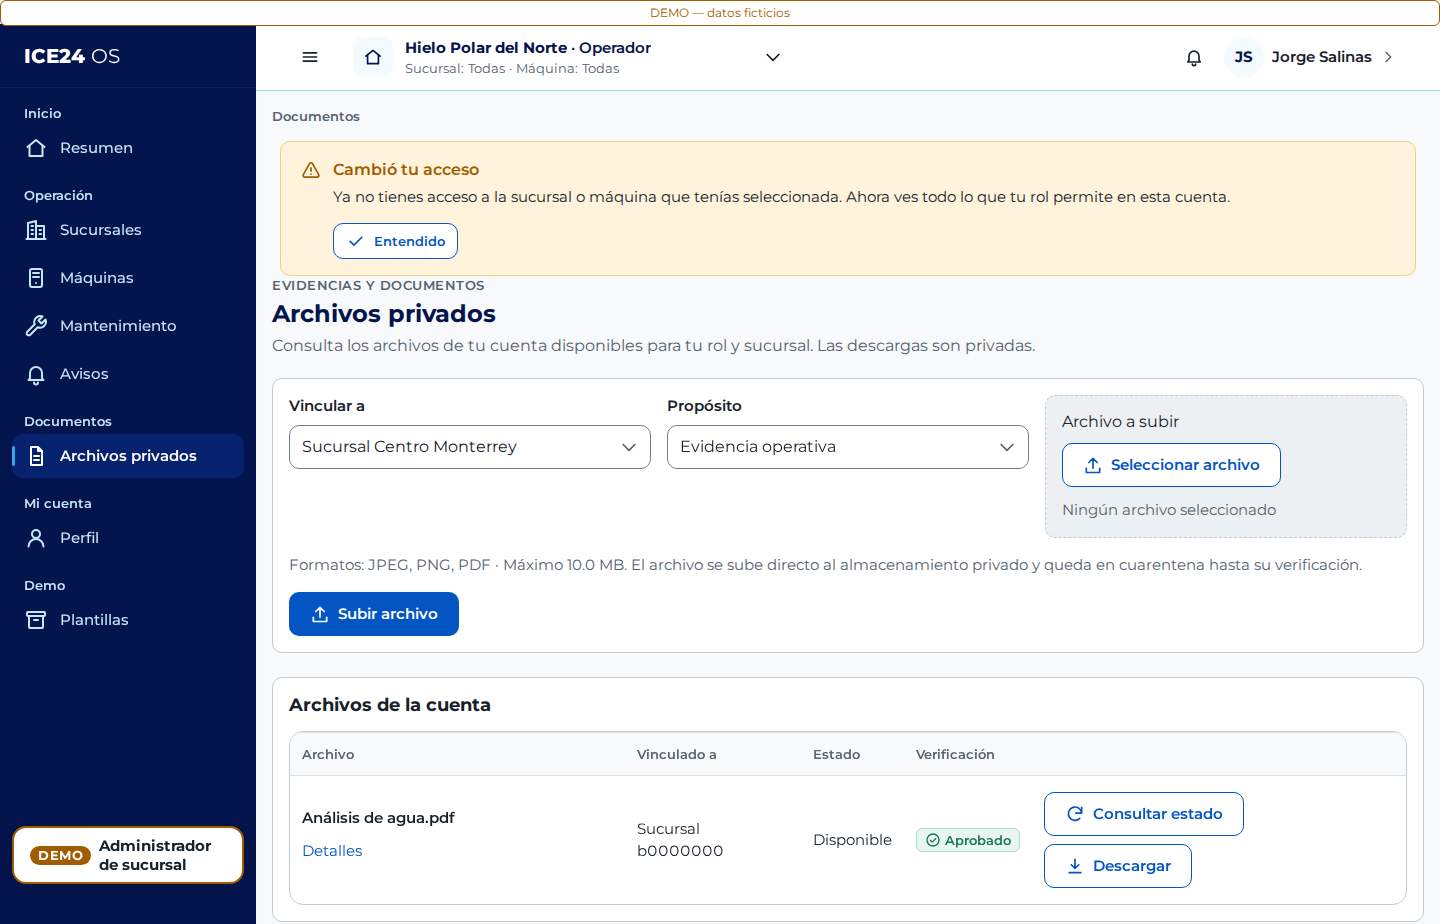 DEMO — datos ficticios
ICE24 OS
Inicio
Resumen
Operación
Sucursales
Máquinas
Mantenimiento
Avisos
Documentos
Archivos privados
Mi cuenta
Perfil
Demo
Plantillas
DEMO
Administrador
de sucursal
Hielo Polar del Norte · Operador
Sucursal: Todas · Máquina: Todas
JS
Jorge Salinas
Documentos
Cambió tu acceso
Ya no tienes acceso a la sucursal o máquina que tenías seleccionada. Ahora ves todo lo que tu rol permite en esta cuenta.
Entendido
EVIDENCIAS Y DOCUMENTOS
Archivos privados
Consulta los archivos de tu cuenta disponibles para tu rol y sucursal. Las descargas son privadas.
Vincular a
Sucursal Centro Monterrey
Propósito
Evidencia operativa
Archivo a subir
Seleccionar archivo
Ningún archivo seleccionado
Formatos: JPEG, PNG, PDF · Máximo 10.0 MB. El archivo se sube directo al almacenamiento privado y queda en cuarentena hasta su verificación.
Subir archivo
Archivos de la cuenta
Archivo
Vinculado a
Estado
Verificación
Análisis de agua.pdf
Detalles
Sucursal
b0000000
Disponible
Aprobado
Consultar estado
Descargar